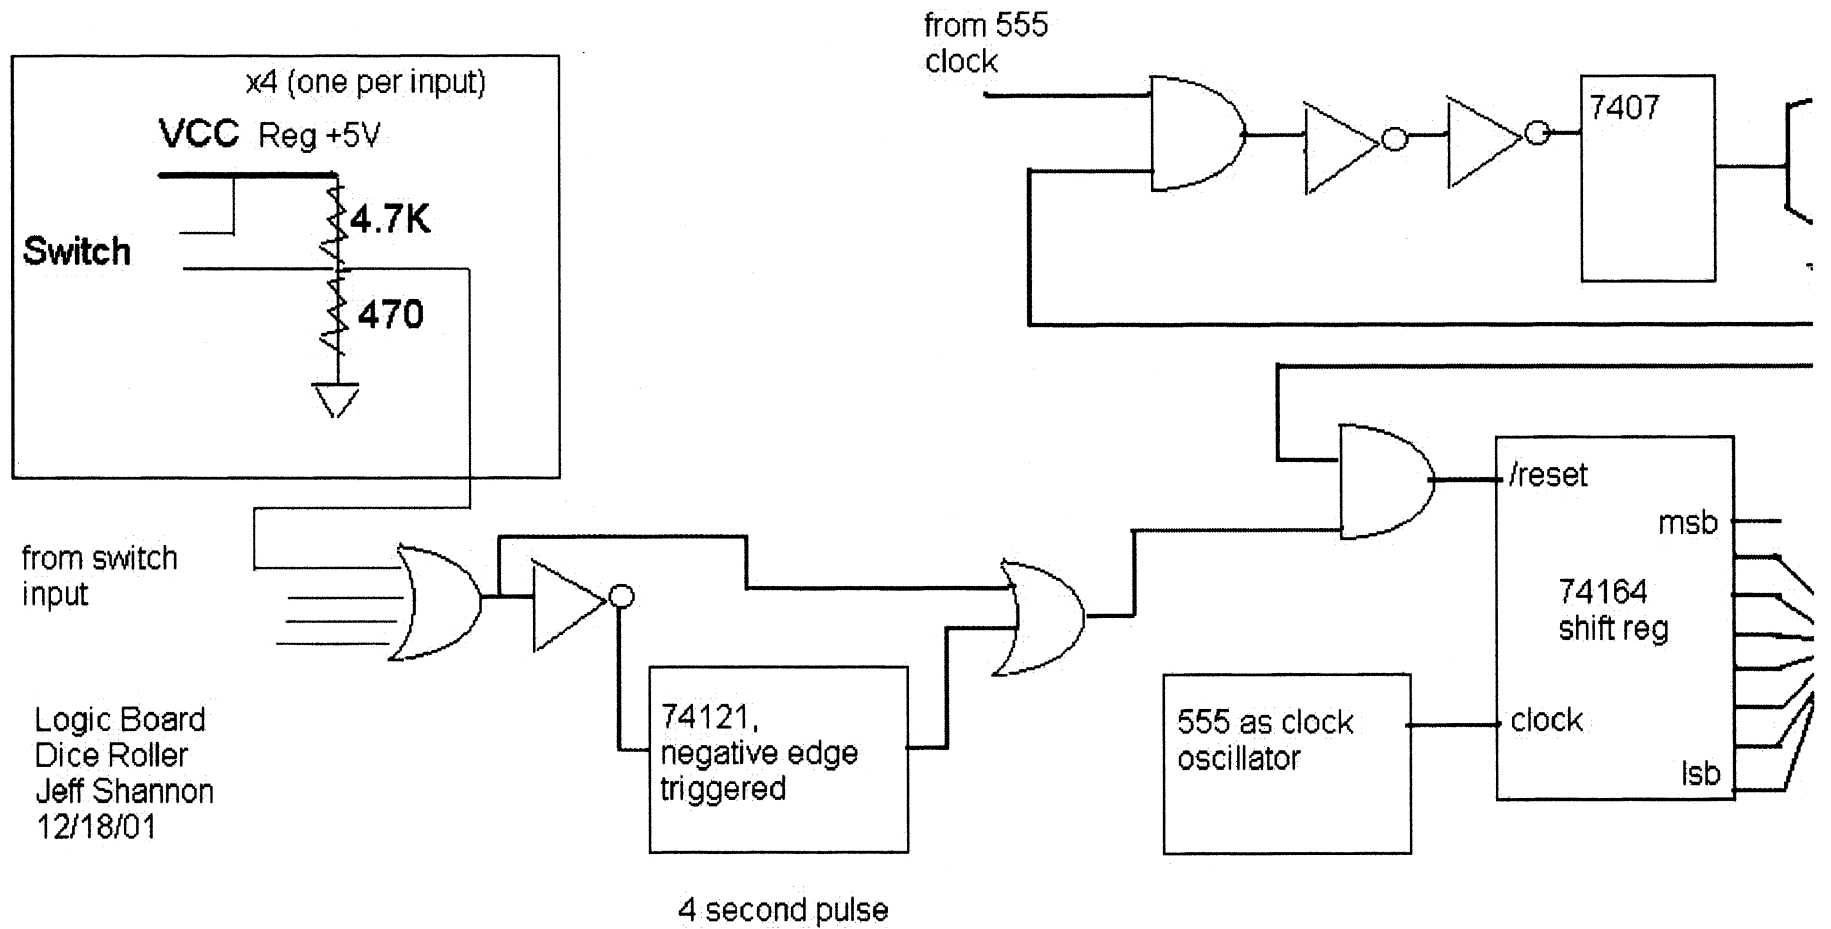 from 555
clock
x4 (one per input)
VCC Reg +5V
4.7K
Switch
470
7407
from switch
input
/reset
msb
74164
shift reg
clock
lsb
74121,
negative edge
triggered
555 as clock
oscillator
Logic Board
Dice Roller
Jeff Shannon
12/18/01
4 second pulse